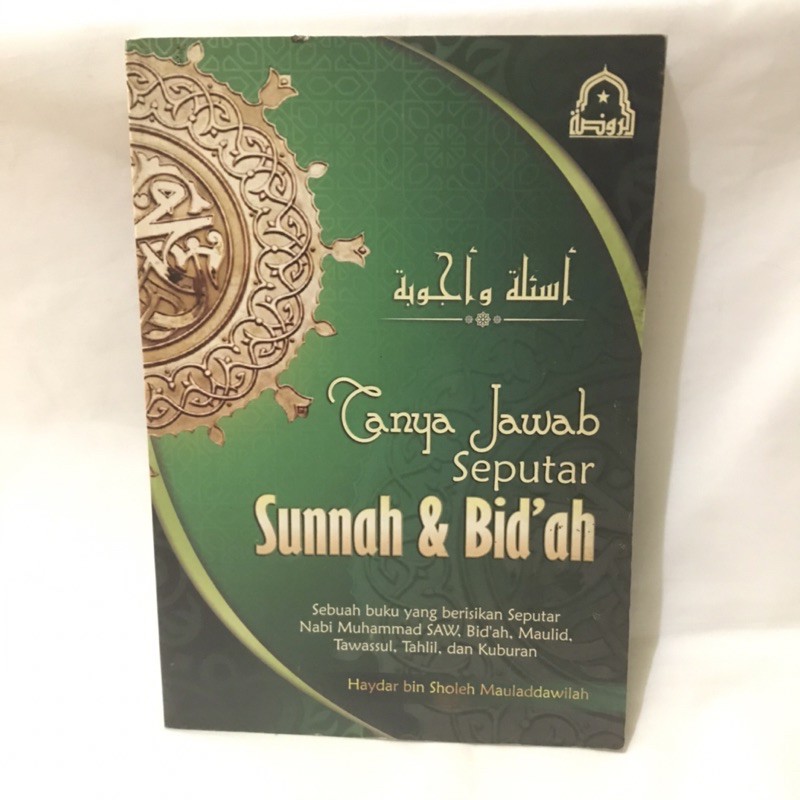 الروضة
أسئلة وأجوبة
Tanya Jawab
Seputar
Sunnah & Bid'ah
Sebuah buku yang berisikan Seputar
Nabi Muhammad SAW, Bid'ah, Maulid,
Tawassul, Tahlil, dan Kuburan
Haydar bin Sholeh Mauladdawilah